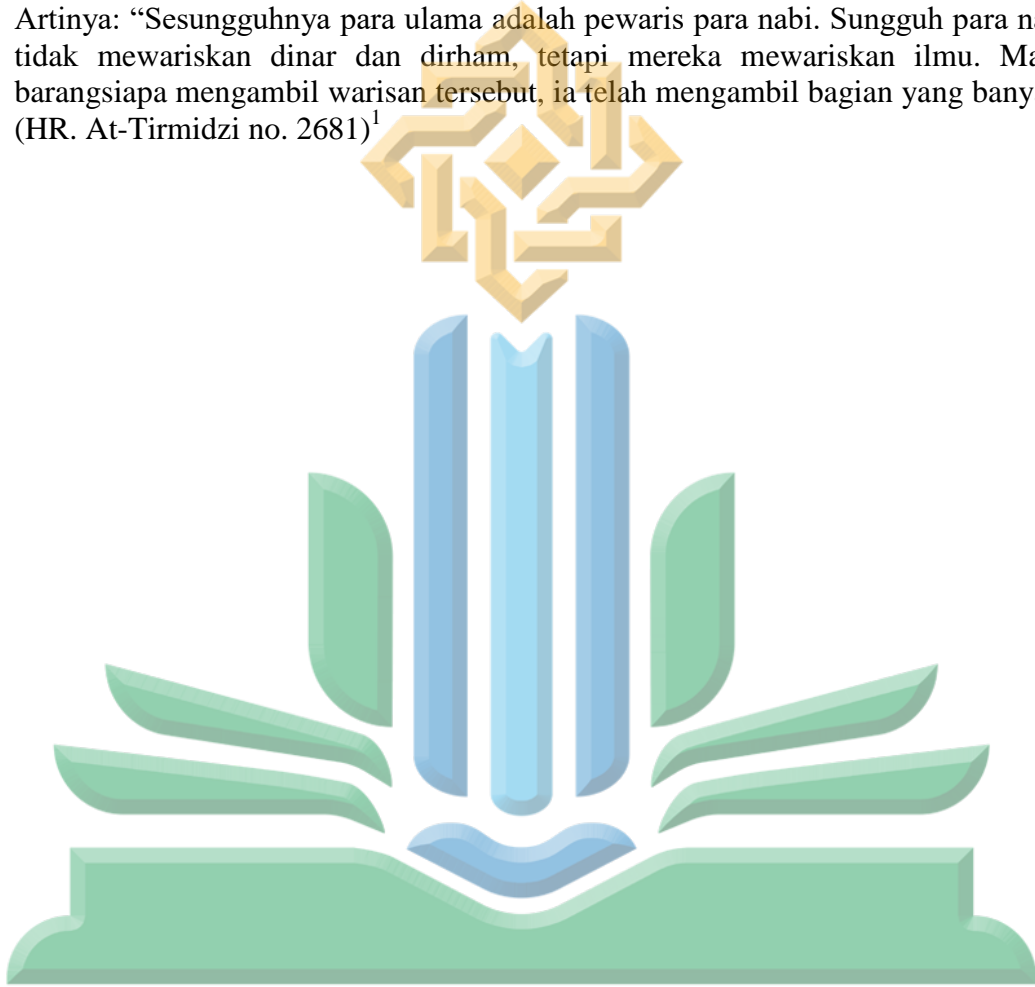 Artinya: “Sesungguhnya para ulama adalah pewaris para nabi. Sungguh para
tidak mewariskan dinar dan dirham, tetapi mereka mewariskan ilmu.
barangsiapa mengambil warisan tersebut, ia telah mengambil bagian yang
(HR. At-Tirmidzi no. 2681)¹